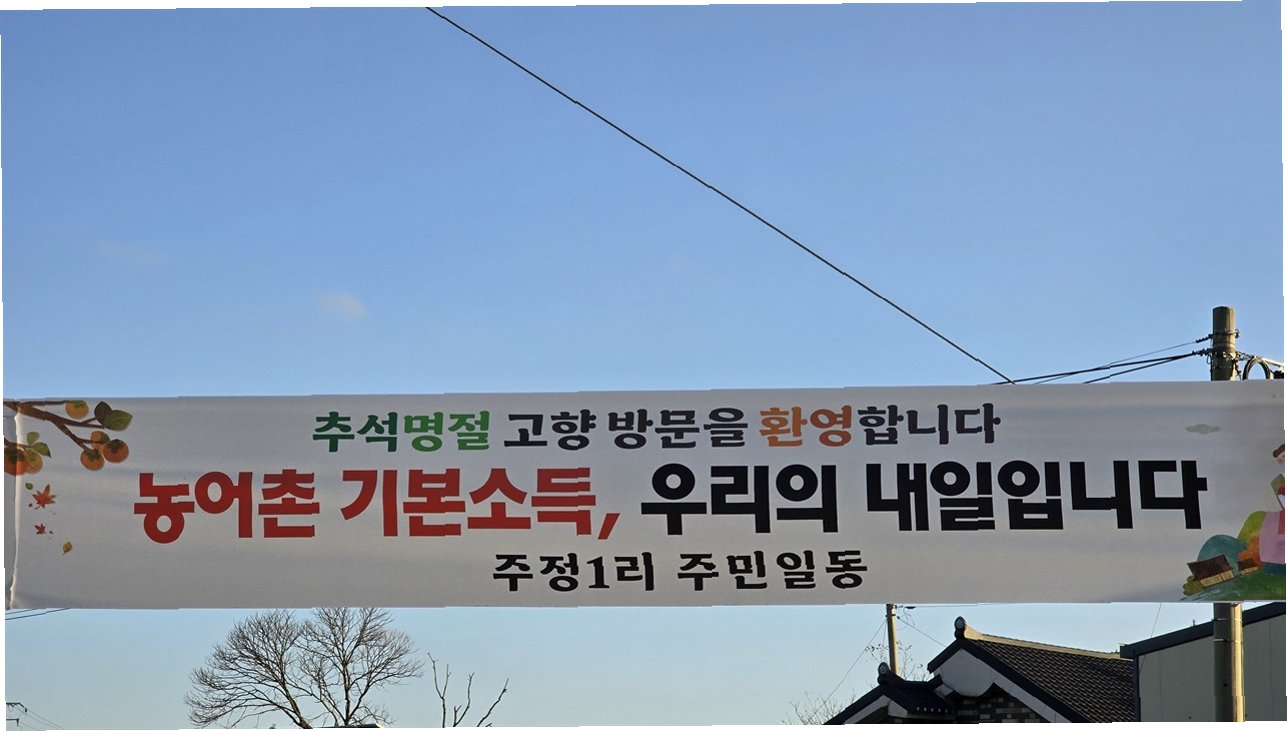 추석명절 고향 방문을 환영합니다
농어촌 기본소득, 우리의 내일입니다
주정1리 주민일동